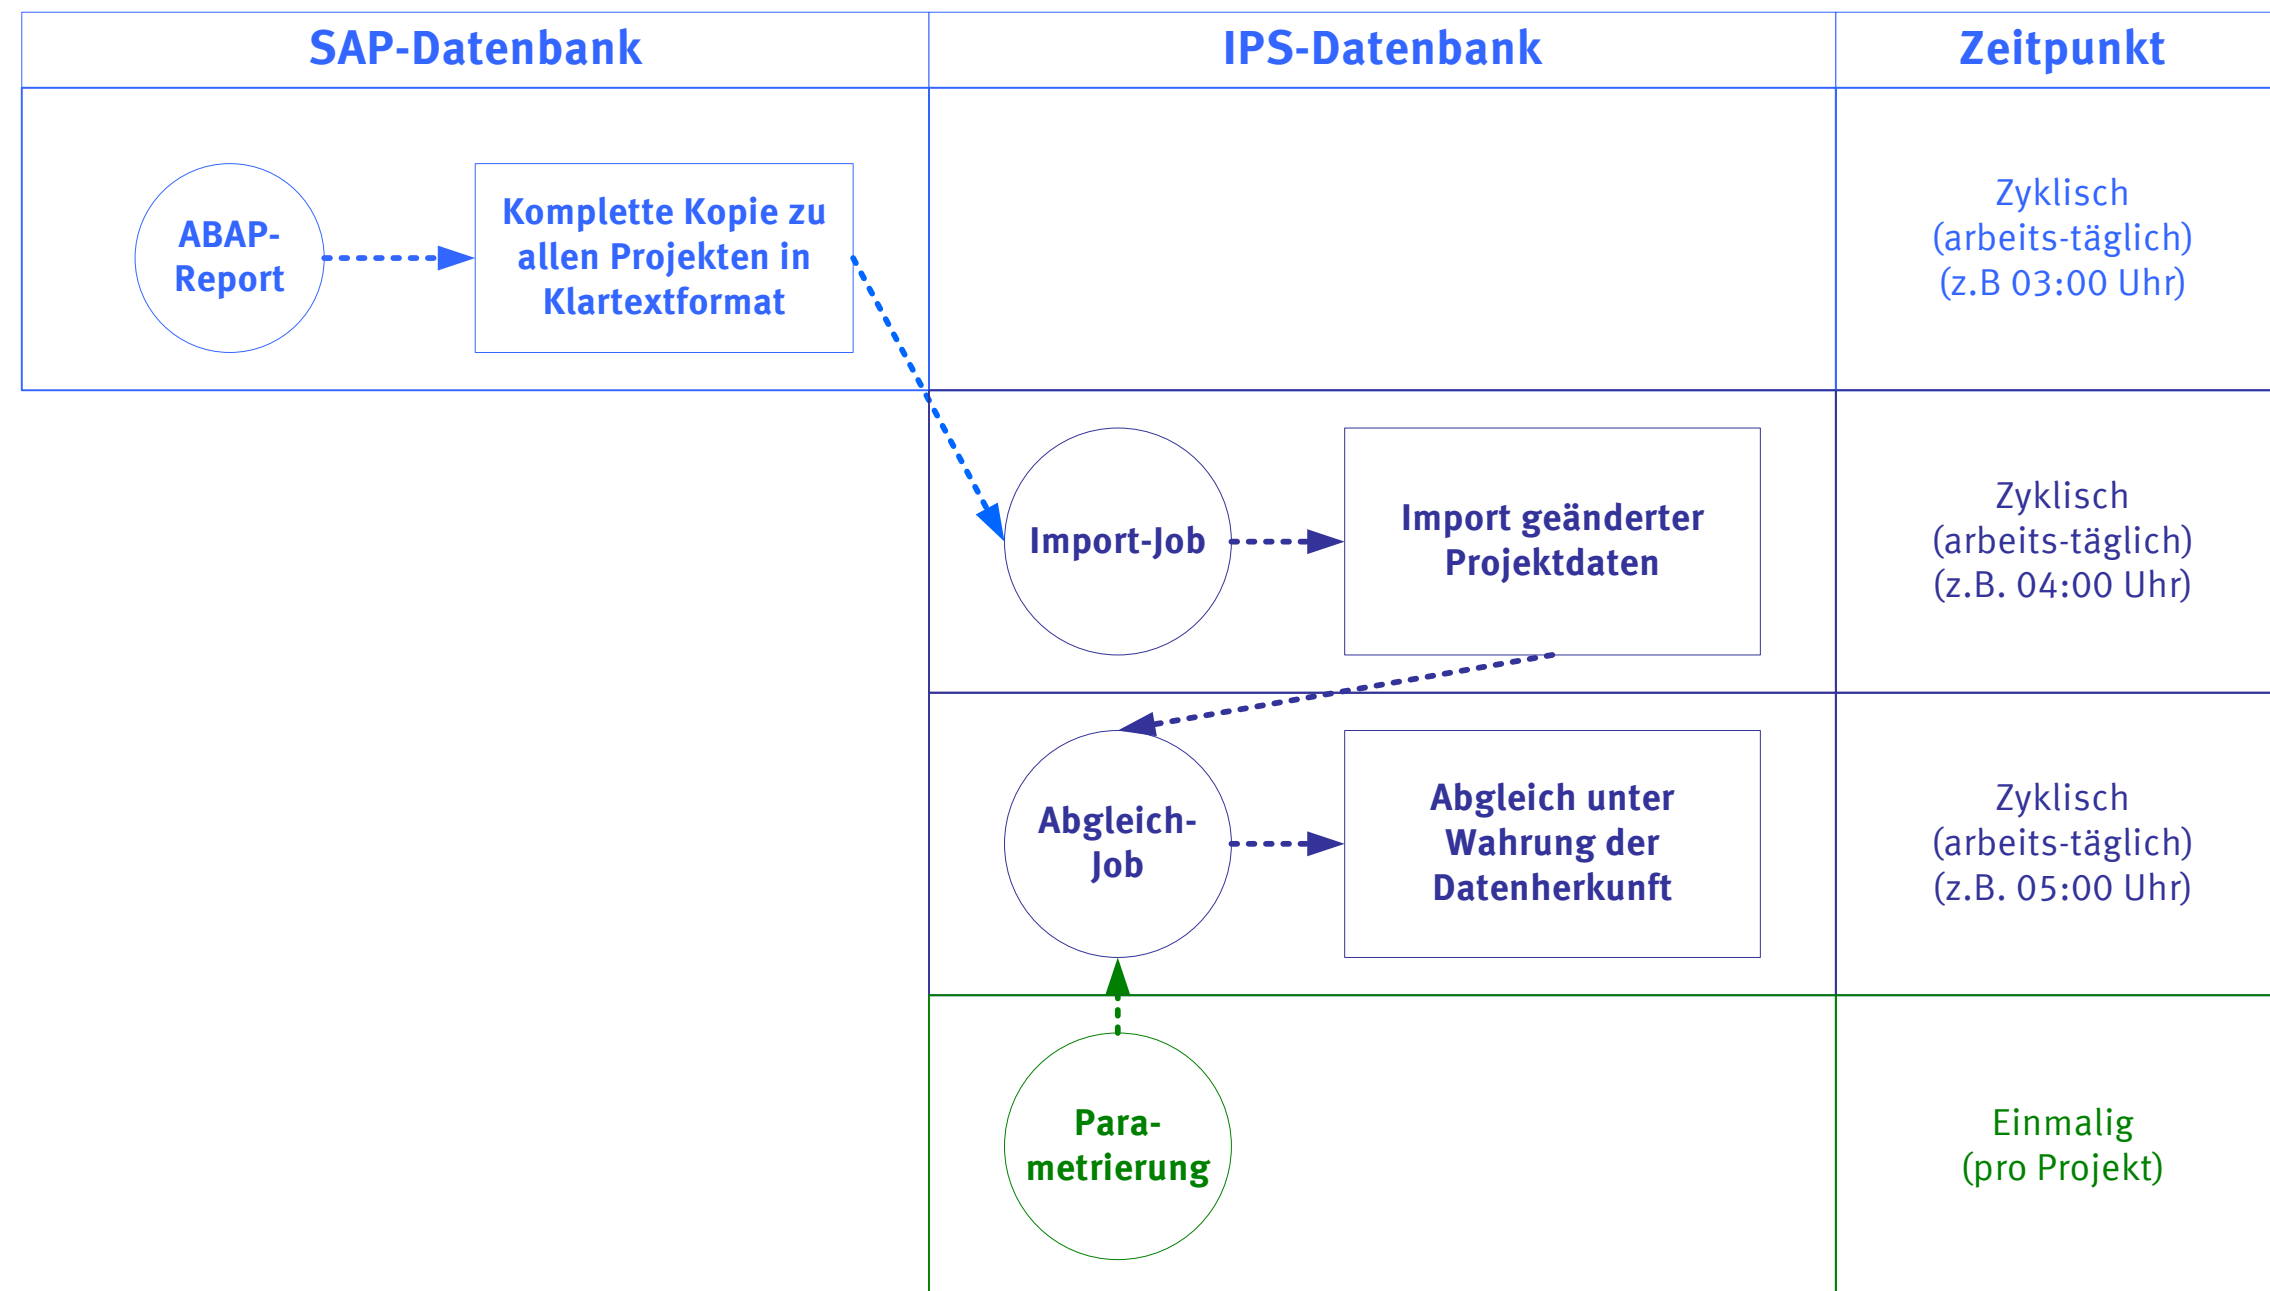 SAP-Datenbank
IPS-Datenbank
Zeitpunkt
ABAP-
Report
Komplette Kopie zu
allen Projekten in
Klartextformat
Zyklisch
(arbeits-täglich)
(z.B 03:00 Uhr)
Import-Job
Import geänderter
Projektdaten
Zyklisch
(arbeits-täglich)
(z.B. 04:00 Uhr)
Abgleich-
Job
Abgleich unter
Wahrung der
Datenherkunft
Zyklisch
(arbeits-täglich)
(z.B. 05:00 Uhr)
Para-
metrierung
Einmalig
(pro Projekt)